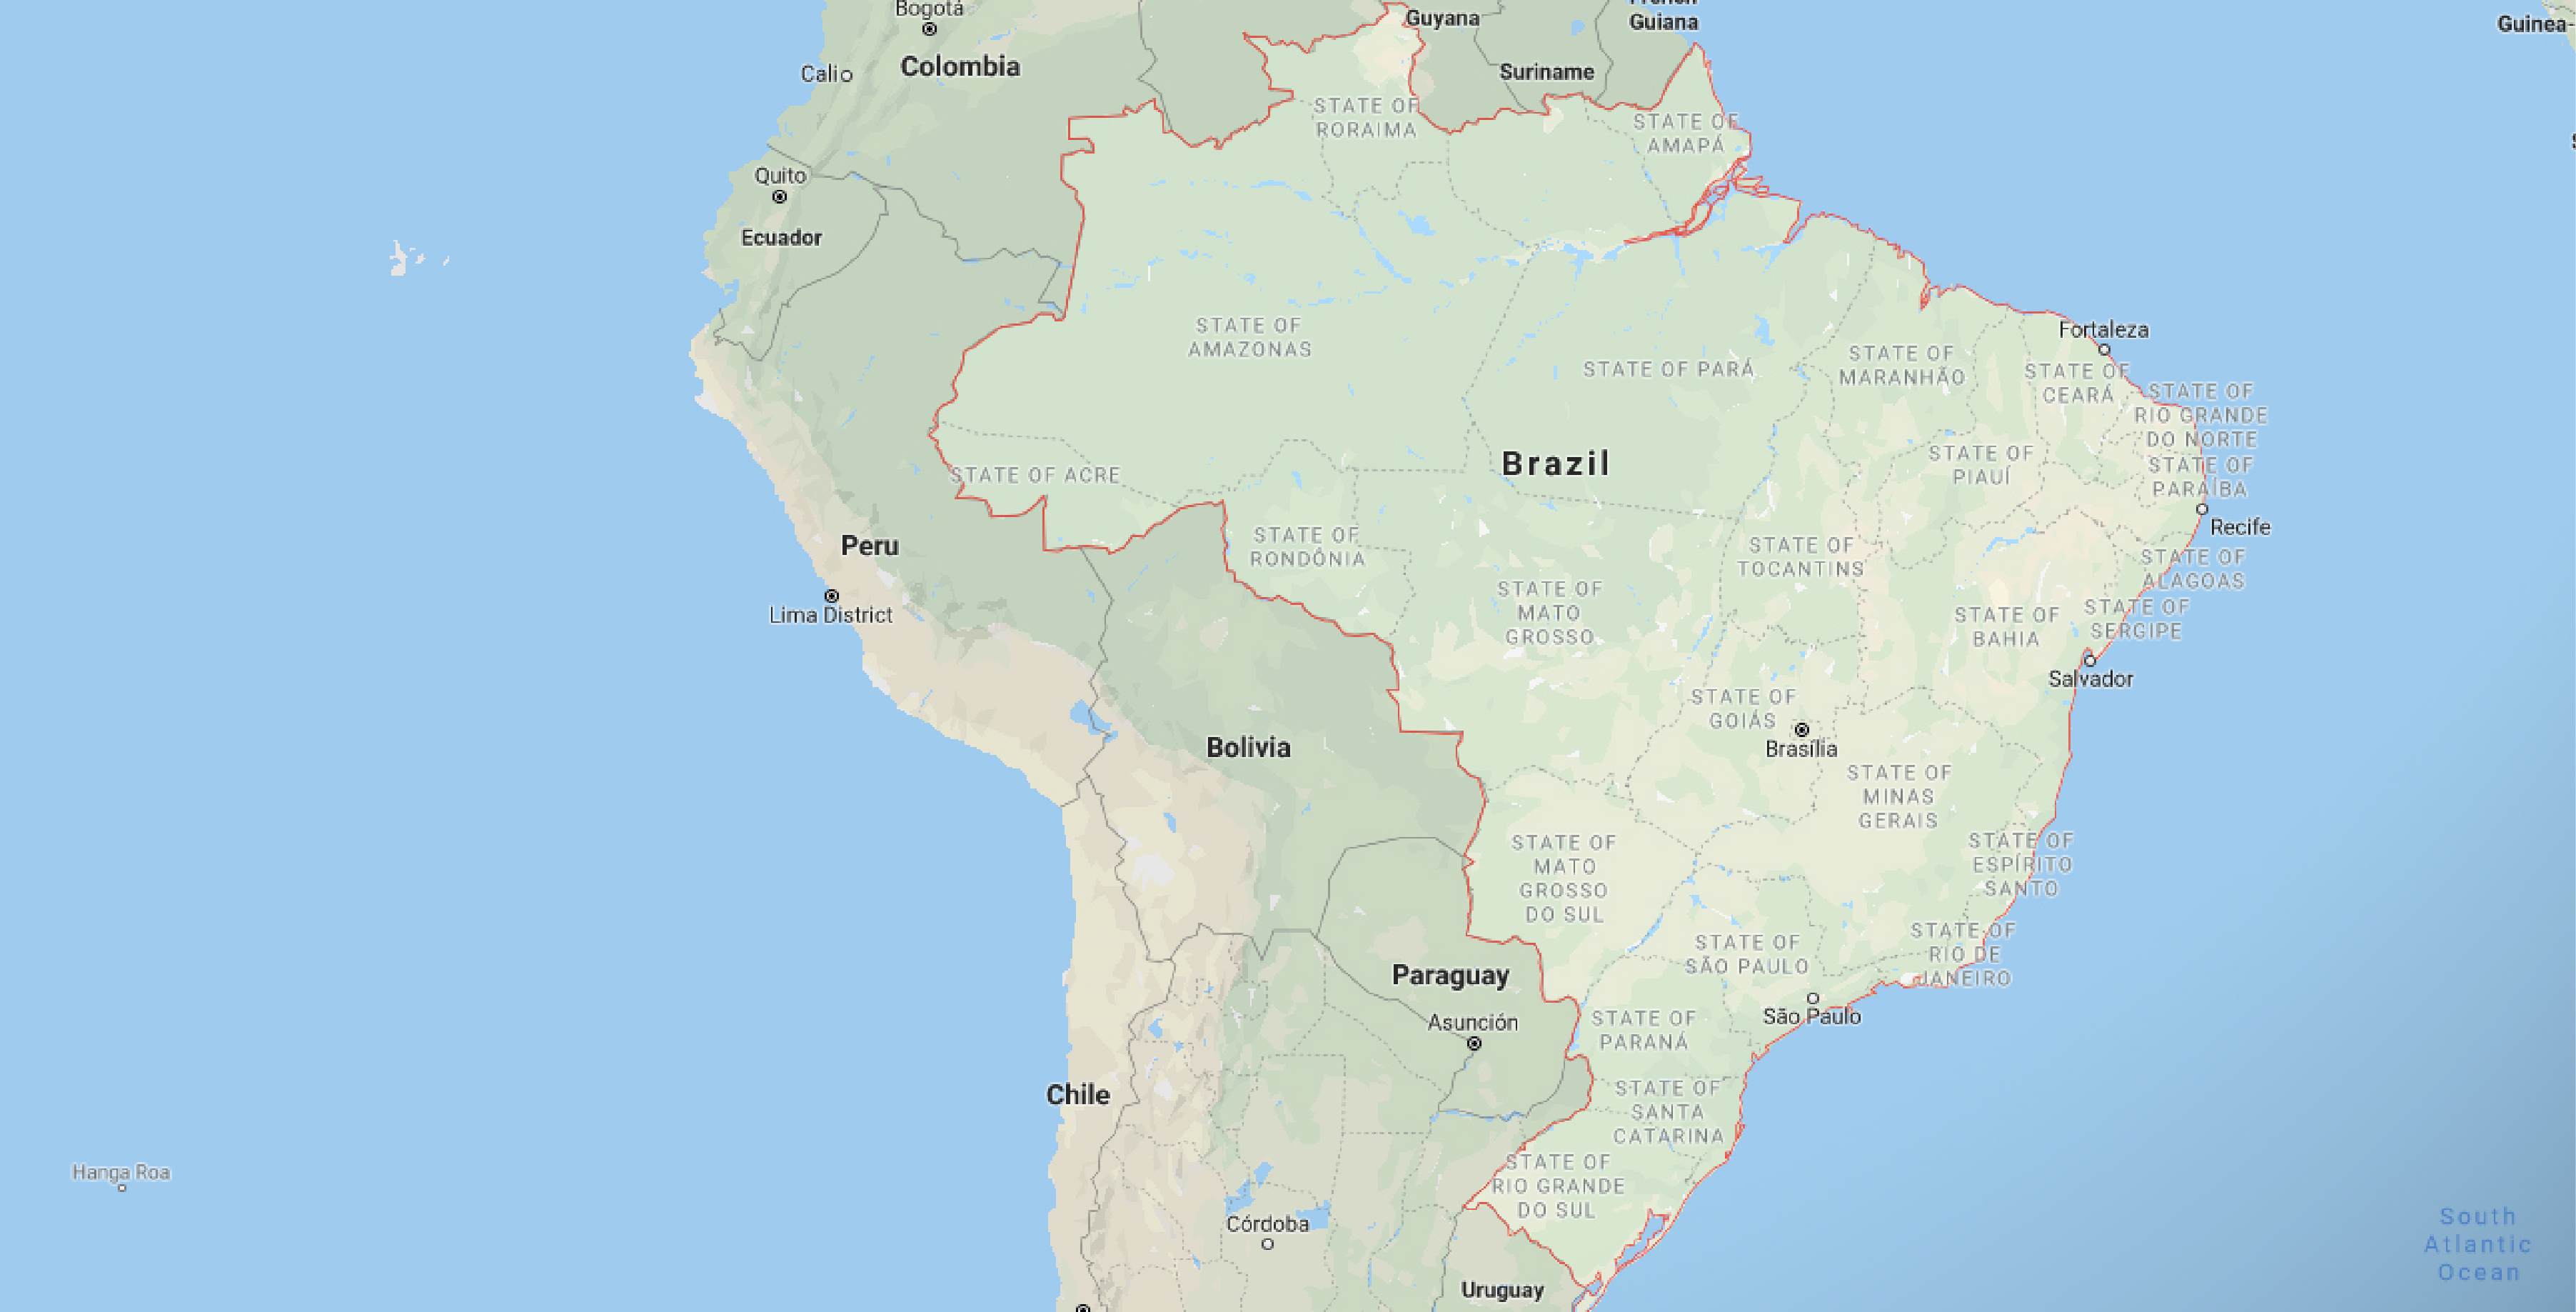 Bogotá
Colombia
Cali
Guyana
French
Guiana
Suriname
Guinea-
STATE OF
RORAIMA
STATE OF
AMAPÁ
Quito
Ecuador
STATE OF
AMAZONAS
STATE OF PARÁ
STATE OF
MARANHÃO
Fortaleza
STATE OF
CEARÁ
STATE OF
RIO GRANDE
DO NORTE
STATE OF
PIAUÍ
STATE OF
PARAÍBA
Brazil
STATE OF ACRE
Recife
Peru
STATE OF
RONDÔNIA
STATE OF
TOCANTINS
STATE OF
ALAGOAS
Lima District
STATE OF
MATO
GROSSO
STATE OF
BAHIA
STATE OF
SERGIPE
Salvador
STATE OF
GOIÁS
Brasília
Bolivia
STATE OF
MINAS
GERAIS
STATE OF
MATO
GROSSO
DO SUL
STATE OF
ESPÍRITO
SANTO
STATE OF
SÃO PAULO
STATE OF
RIO DE
JANEIRO
Paraguay
Asunción
São Paulo
STATE OF
PARANÁ
Chile
STATE OF
SANTA
CATARINA
Hanga Roa
STATE OF
RIO GRANDE
DO SUL
Córdoba
Uruguay
South
Atlantic
Ocean